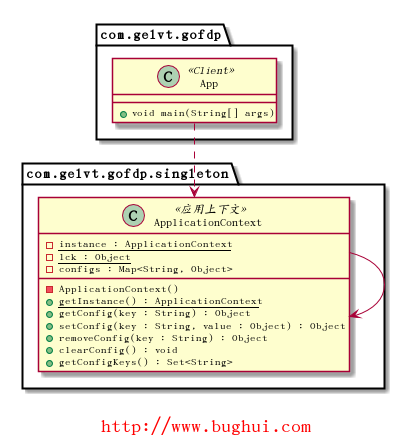 com.gelvt.gofdp
C
«Client»
App
void main(String[] args)
com.gelvt.gofdp.singleton
C
«应用上下文»
ApplicationContext
instance : ApplicationContext
lck : Object
configs : Map<String, Object>
ApplicationContext()
getInstance() : ApplicationContext
getConfig(key : String) : Object
setConfig(key : String, value : Object) : Object
removeConfig(key : String) : Object
clearConfig() : void
getConfigKeys() : Set<String>
http://www.bughui.com